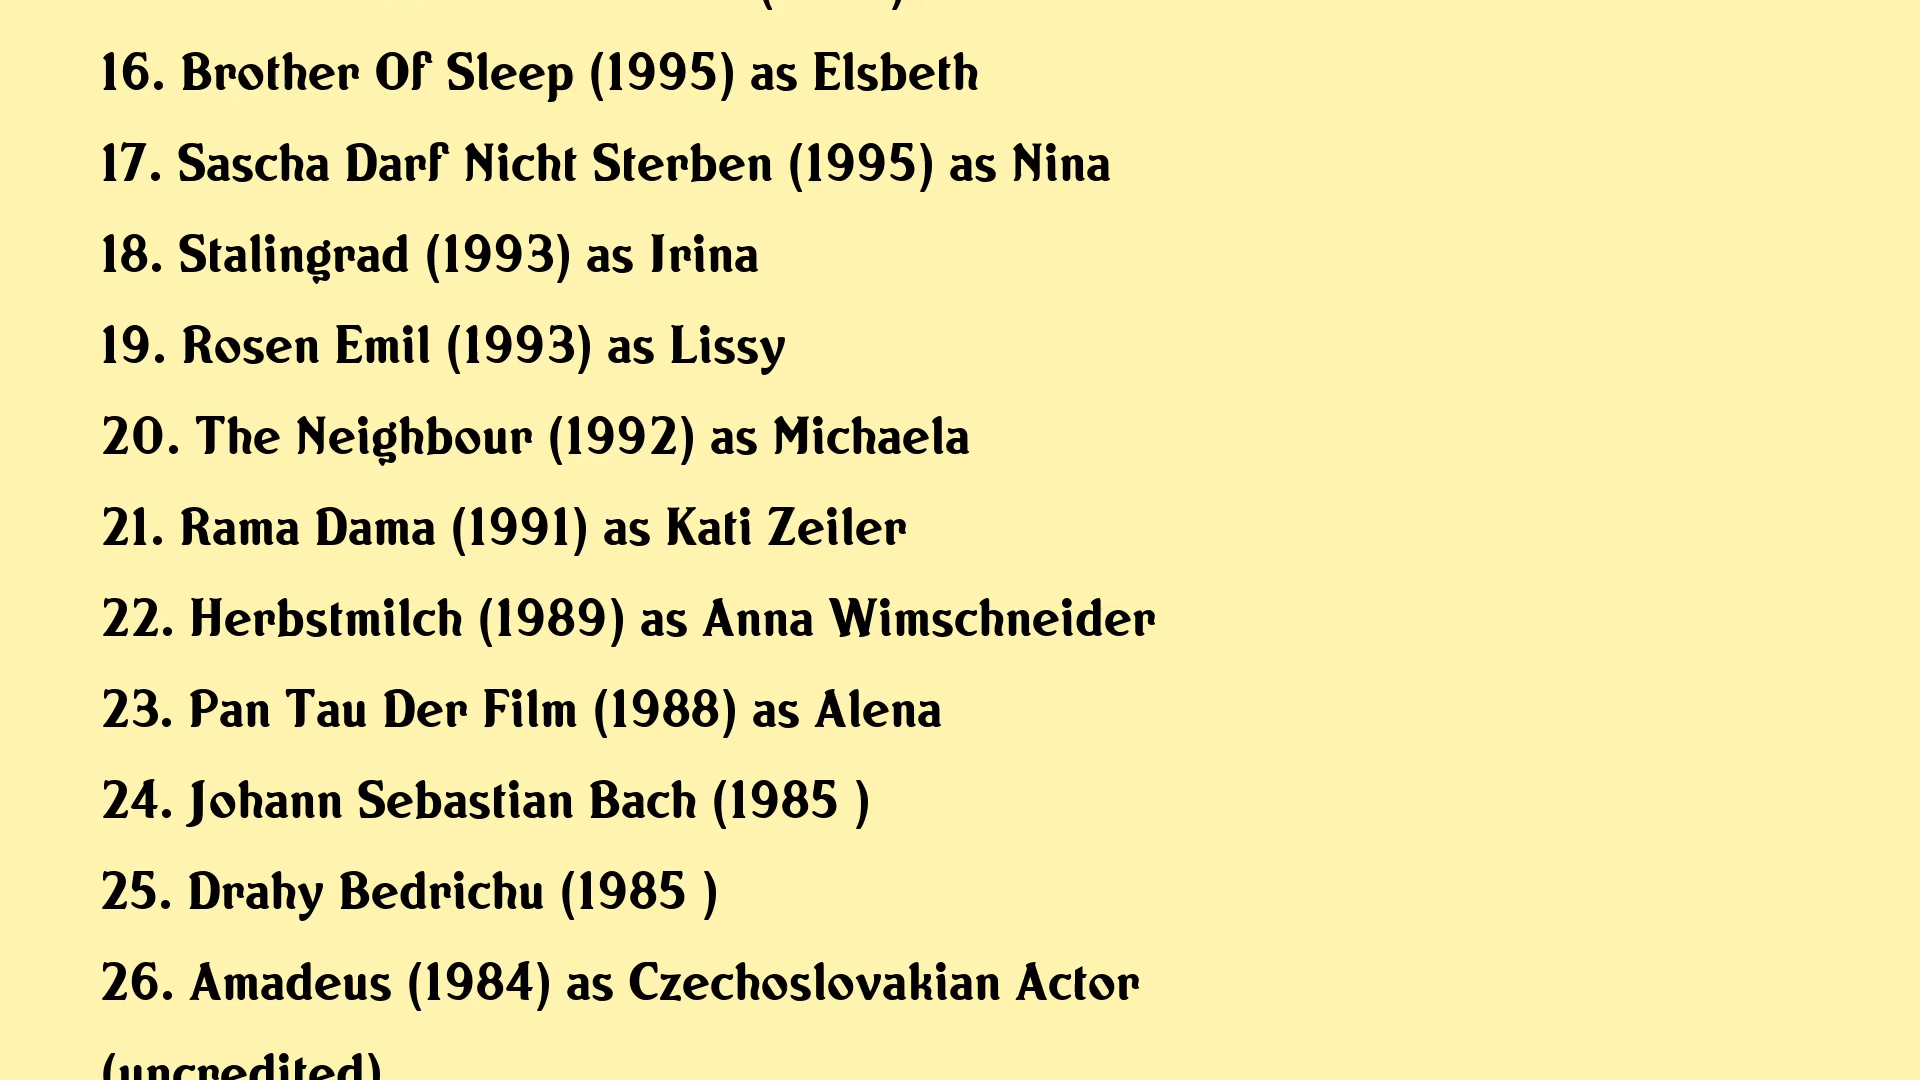 16. Brother Of Sleep (1995) as Elsbeth
17. Sascha Darf Nicht Sterben (1995) as Nina
18. Stalingrad (1993) as Irina
19. Rosen Emil (1993) as Lissy
20. The Neighbour (1992) as Michaela
21. Rama Dama (1991) as Kati Zeiler
22. Herbstmilch (1989) as Anna Wimschneider
23. Pan Tau Der Film (1988) as Alena
24. Johann Sebastian Bach (1985 )
25. Drahy Bedrichu (1985 )
26. Amadeus (1984) as Czechoslovakian Actor
(uncredited)